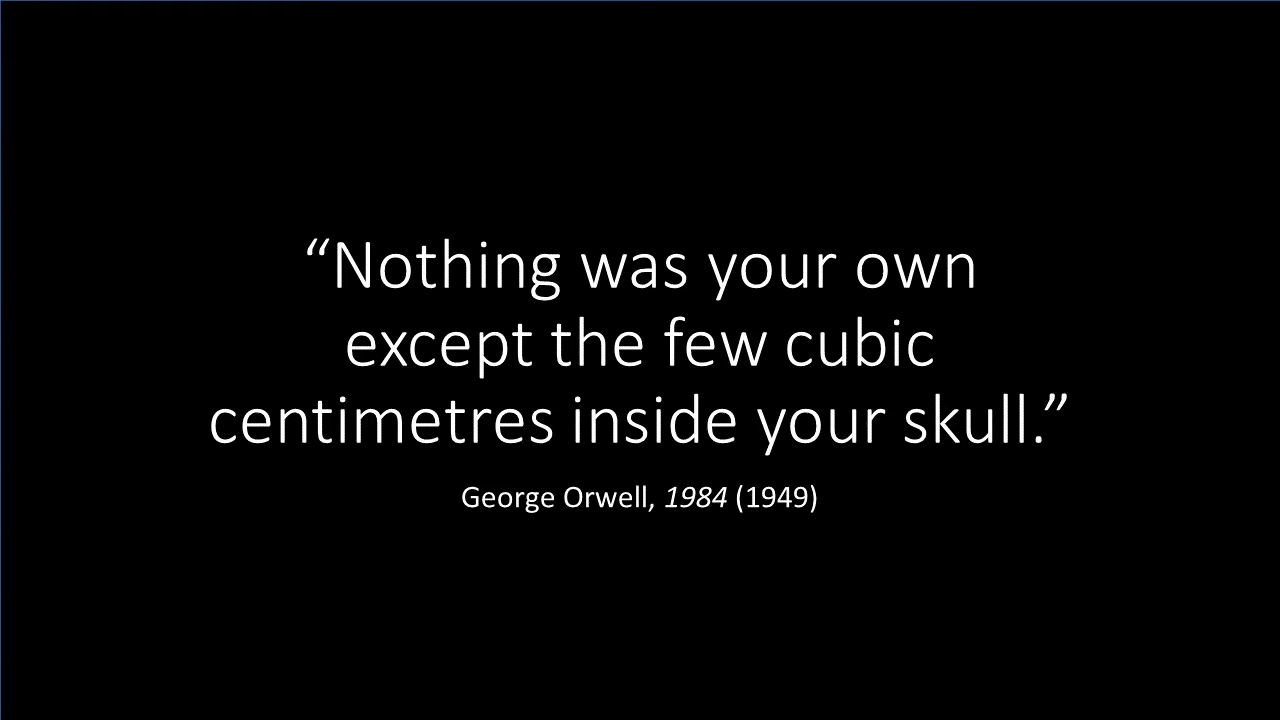 “Nothing was your own
except the few cubic
centimetres inside your skull.”
George Orwell, 1984 (1949)